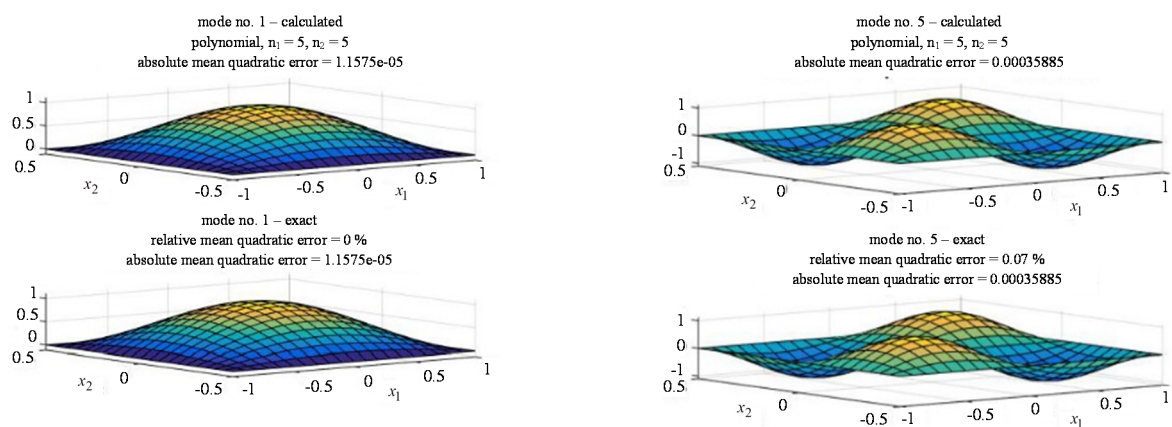 mode no. 1 – calculated
polynomial, n₁ = 5, n₂ = 5
absolute mean quadratic error = 1.1575e-05
1
0.5
0
0.5
0
-0.5
x₂
-1
-0.5
0
0.5
1
x₁
mode no. 5 – calculated
polynomial, n₁ = 5, n₂ = 5
absolute mean quadratic error = 0.00035885
1
0
-1
0.5
0
-0.5
x₂
-1
-0.5
0
0.5
1
x₁
mode no. 1 – exact
relative mean quadratic error = 0 %
absolute mean quadratic error = 1.1575e-05
1
0.5
0
0.5
0
-0.5
x₂
-1
-0.5
0
0.5
1
x₁
mode no. 5 – exact
relative mean quadratic error = 0.07 %
absolute mean quadratic error = 0.00035885
1
0
-1
0.5
0
-0.5
x₂
-1
-0.5
0
0.5
1
x₁